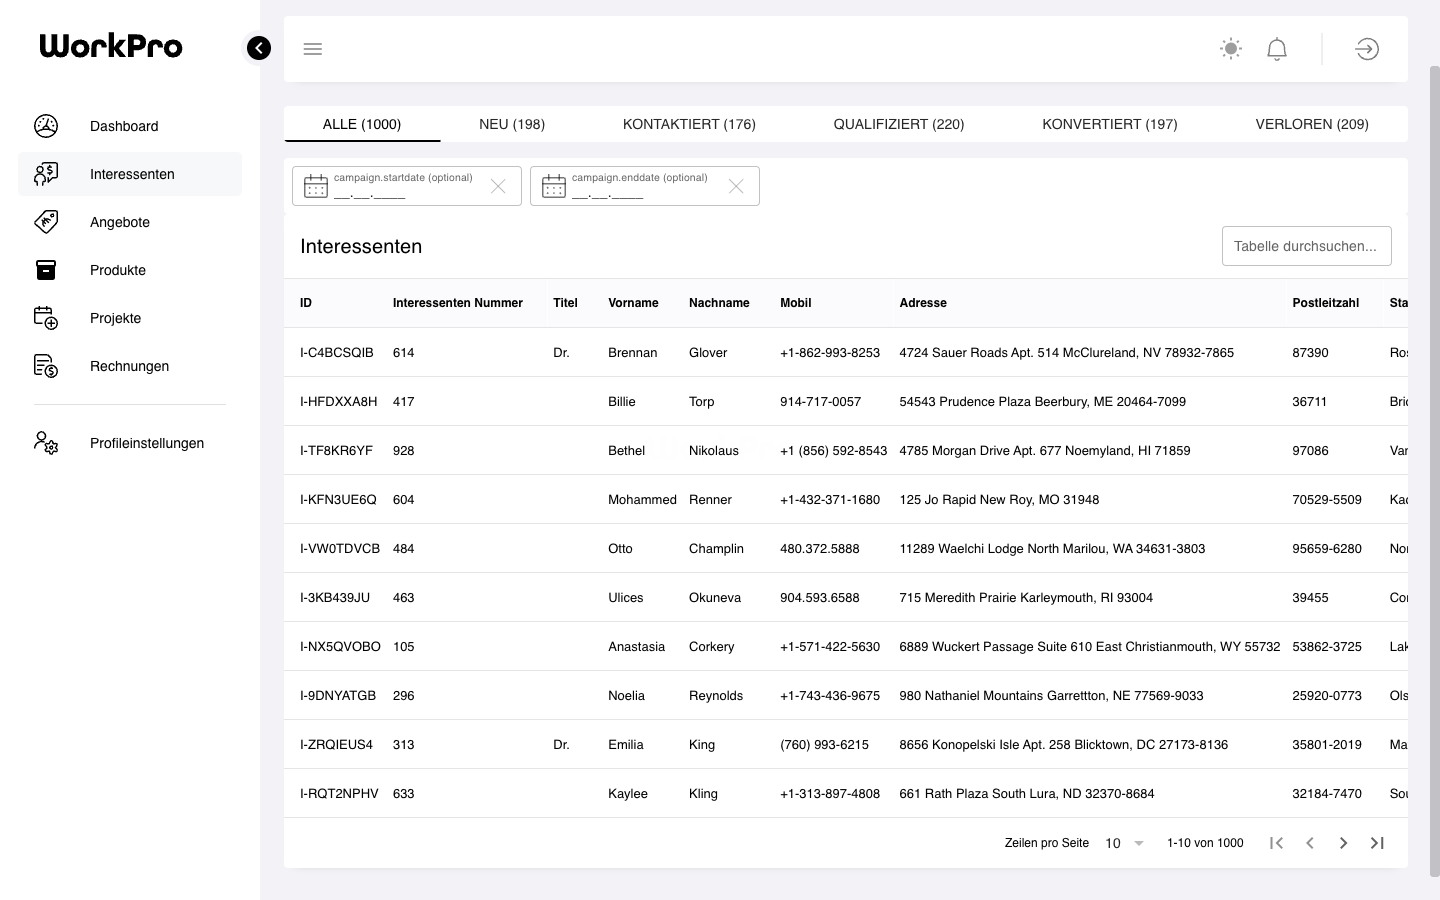 WorkPro
Dashboard
Interessenten
Angebote
Produkte
Projekte
Rechnungen
Profileinstellungen
ALLE (1000) NEU (198) KONTAKTIERT (176) QUALIFIZIERT (220) KONVERTIERT (197) VERLOREN (209)
campaign.startdate (optional) campaign.enddate (optional)
__.__.____ __.__.____
Interessenten Tabelle durchsuchen...
ID Interessenten Nummer Titel Vorname Nachname Mobil Adresse Postleitzahl Sta
I-C4BCSQIB 614 Dr. Brennan Glover +1-862-993-8253 4724 Sauer Roads Apt. 514 McClureland, NV 78932-7865 87390 Ros
I-HFDXXA8H 417 Billie Torp 914-717-0057 54543 Prudence Plaza Beerbury, ME 20464-7099 36711 Bric
I-TF8KR6YF 928 Bethel Nikolaus +1 (856) 592-8543 4785 Morgan Drive Apt. 677 Noemyland, HI 71859 97086 Var
I-KFN3UE6Q 604 Mohammed Renner +1-432-371-1680 125 Jo Rapid New Roy, MO 31948 70529-5509 Kac
I-VW0TDVCB 484 Otto Champlin 480.372.5888 11289 Waelchi Lodge North Marilou, WA 34631-3803 95659-6280 Nor
I-3KB439JU 463 Ulices Okuneva 904.593.6588 715 Meredith Prairie Karleymouth, RI 93004 39455 Cor
I-NX5QVOBO 105 Anastasia Corkery +1-571-422-5630 6889 Wuckert Passage Suite 610 East Christianmouth, WY 55732 53862-3725 Lak
I-9DNYATGB 296 Noelia Reynolds +1-743-436-9675 980 Nathaniel Mountains Garrettton, NE 77569-9033 25920-0773 Ols
I-ZRQIEUS4 313 Dr. Emilia King (760) 993-6215 8656 Konopelski Isle Apt. 258 Blicktown, DC 27173-8136 35801-2019 Ma
I-RQT2NPHV 633 Kaylee Kling +1-313-897-4808 661 Rath Plaza South Lura, ND 32370-8684 32184-7470 Sou
Zeilen pro Seite 10 1-10 von 1000